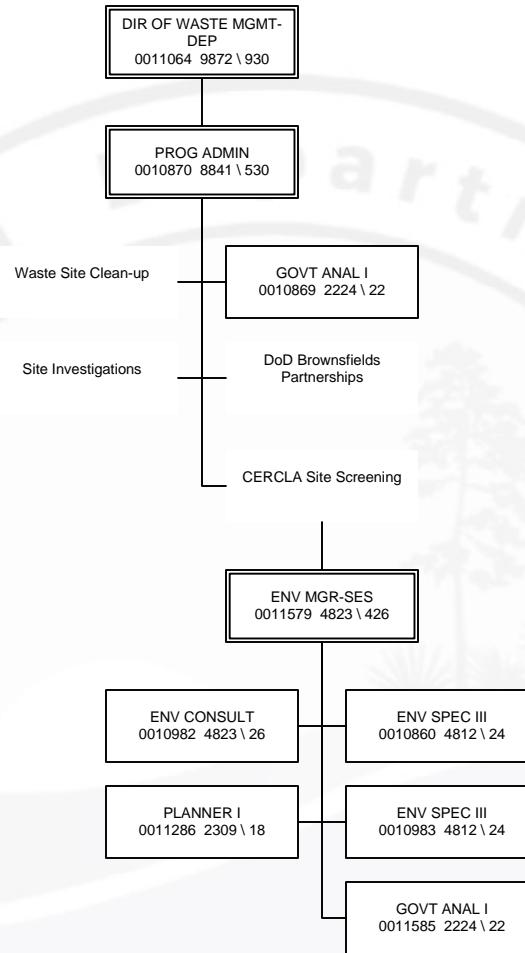 DIR OF WASTE MGMT-
DEP
0011064 9872 \ 930
PROG ADMIN
0010870 8841 \ 530
Waste Site Clean-up
GOVT ANAL I
0010869 2224 \ 22
Site Investigations
DoD Brownsfields
Partnerships
CERCLA Site Screening
ENV MGR-SES
0011579 4823 \ 426
ENV CONSULT
0010982 4823 \ 26
ENV SPEC III
0010860 4812 \ 24
PLANNER I
0011286 2309 \ 18
ENV SPEC III
0010983 4812 \ 24
GOVT ANAL I
0011585 2224 \ 22